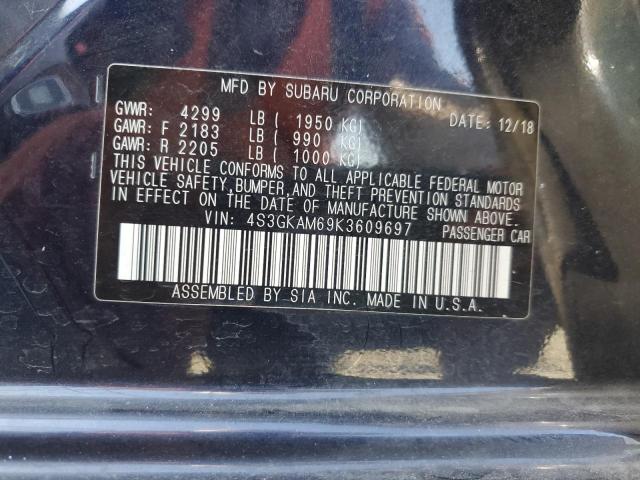 MFD BY SUBARU CORPORATION
GVWR: 4299 LB ( 1950 KG) DATE: 12/18
GAWR: F 2183 LB ( 990 KG)
GAWR: R 2205 LB ( 1000 KG)
THIS VEHICLE CONFORMS TO ALL APPLICABLE FEDERAL MOTOR
VEHICLE SAFETY, BUMPER, AND THEFT PREVENTION STANDARDS
IN EFFECT ON THE DATE OF MANUFACTURE SHOWN ABOVE.
VIN: 4S3GKAM69K3609697 PASSENGER CAR
ASSEMBLED BY SIA INC. MADE IN U.S.A.